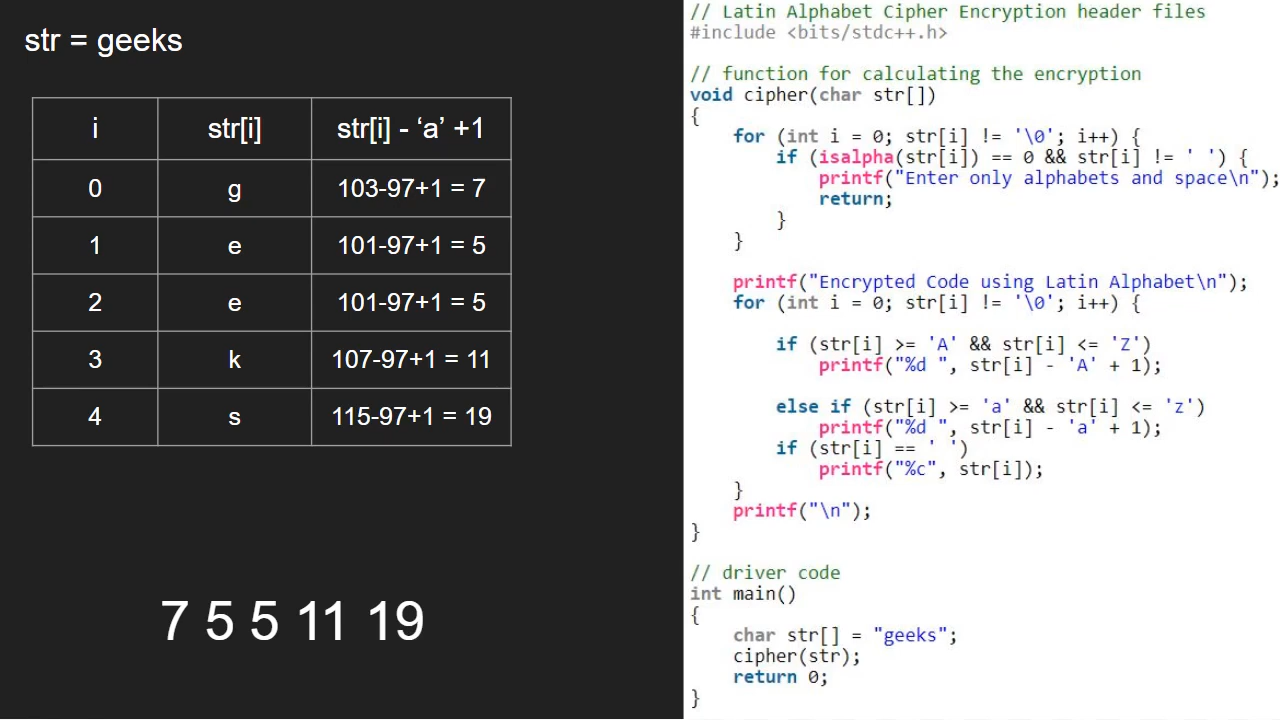 str = geeks
i str[i] str[i] - ‘a’ +1
0 g 103-97+1 = 7
1 e 101-97+1 = 5
2 e 101-97+1 = 5
3 k 107-97+1 = 11
4 s 115-97+1 = 19
7 5 5 11 19
// Latin Alphabet Cipher Encryption header files
#include <bits/stdc++.h>
// function for calculating the encryption
void cipher(char str[])
{
for (int i = 0; str[i] != '\0'; i++) {
if (isalpha(str[i]) == 0 && str[i] != ' ') {
printf("Enter only alphabets and space\n");
return;
}
}
printf("Encrypted Code using Latin Alphabet\n");
for (int i = 0; str[i] != '\0'; i++) {
if (str[i] >= 'A' && str[i] <= 'Z')
printf("%d ", str[i] - 'A' + 1);
else if (str[i] >= 'a' && str[i] <= 'z')
printf("%d ", str[i] - 'a' + 1);
if (str[i] == ' ')
printf("%c", str[i]);
}
printf("\n");
}
// driver code
int main()
{
char str[] = "geeks";
cipher(str);
return 0;
}